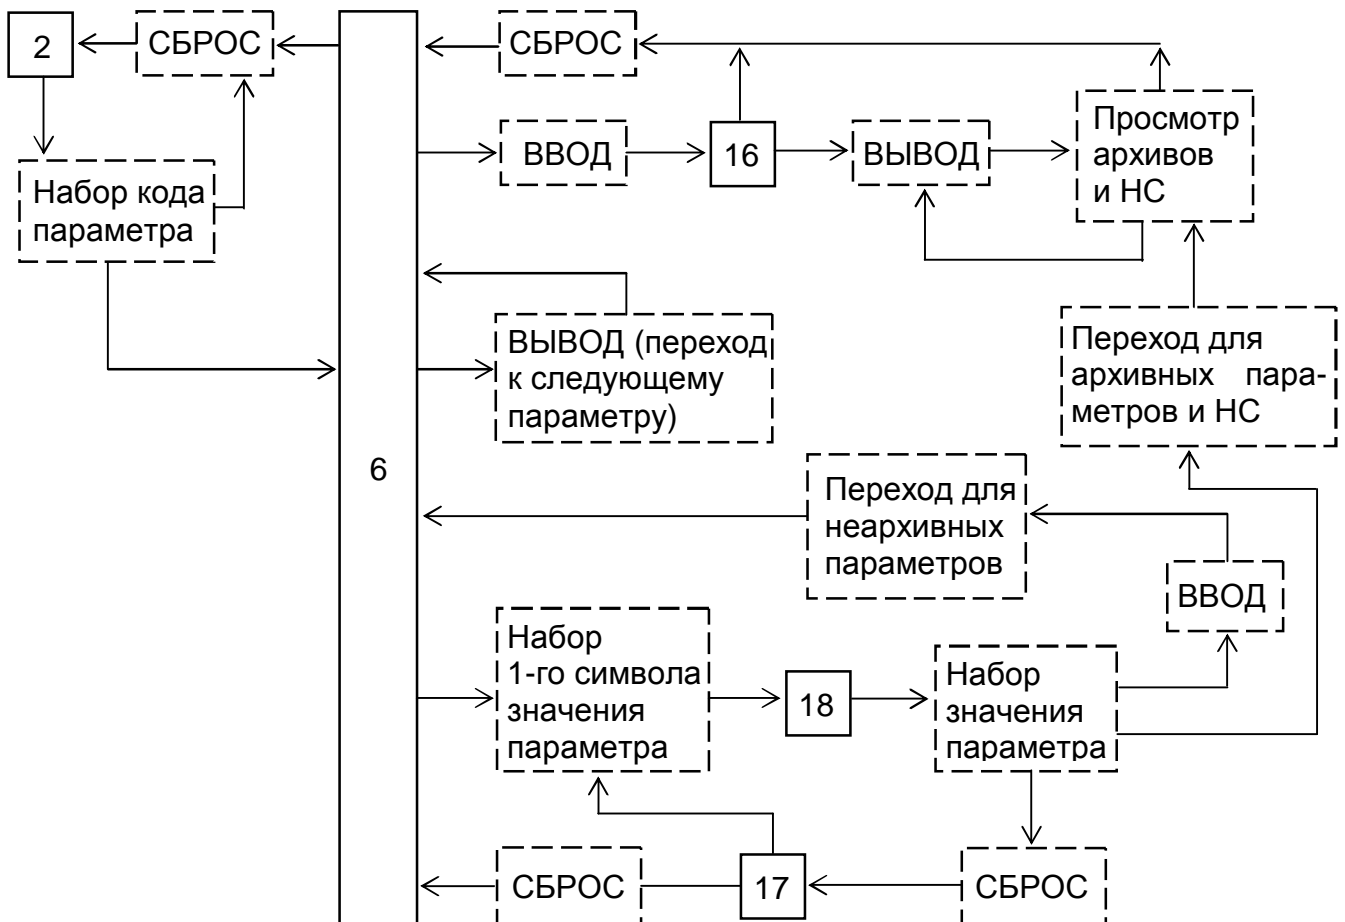 2
СБРОС
СБРОС
ВВОД
16
ВЫВОД
Просмотр
архивов
и НС
Набор кода
параметра
ВЫВОД (переход
к следующему
параметру)
Переход для
архивных пара-
метров и НС
6
Переход для
неархивных
параметров
ВВОД
Набор
1-го символа
значения
параметра
18
Набор
значения
параметра
СБРОС
17
СБРОС